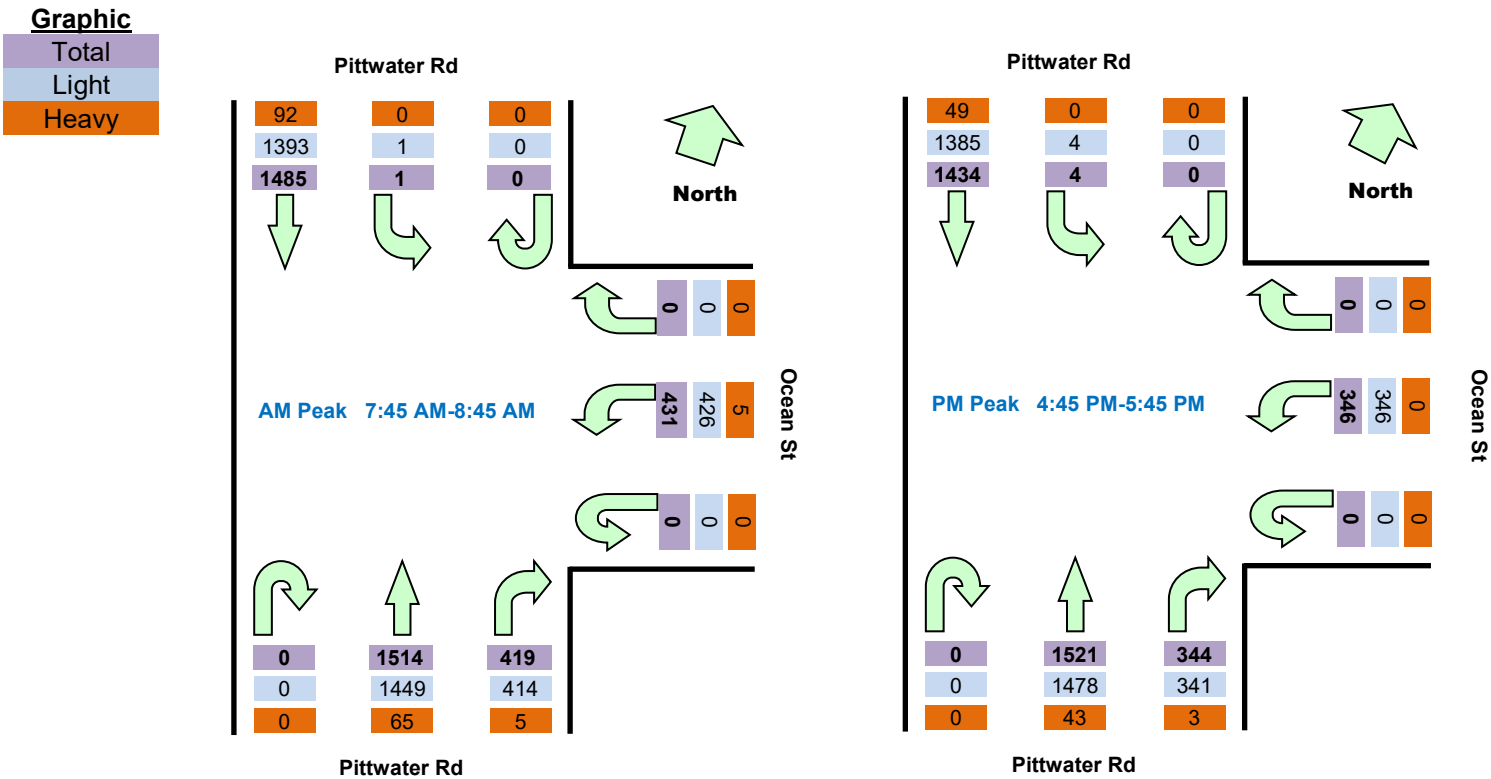 Graphic
Total
Light
Heavy
Pittwater Rd
92 0 0
1393 1 0
1485 1 0
North
0 0 0
AM Peak 7:45 AM-8:45 AM
431 426 5
Ocean St
0 0 0
0 1514 419
0 1449 414
0 65 5
Pittwater Rd
Pittwater Rd
49 0 0
1385 4 0
1434 4 0
North
0 0 0
PM Peak 4:45 PM-5:45 PM
346 346 0
Ocean St
0 0 0
0 1521 344
0 1478 341
0 43 3
Pittwater Rd